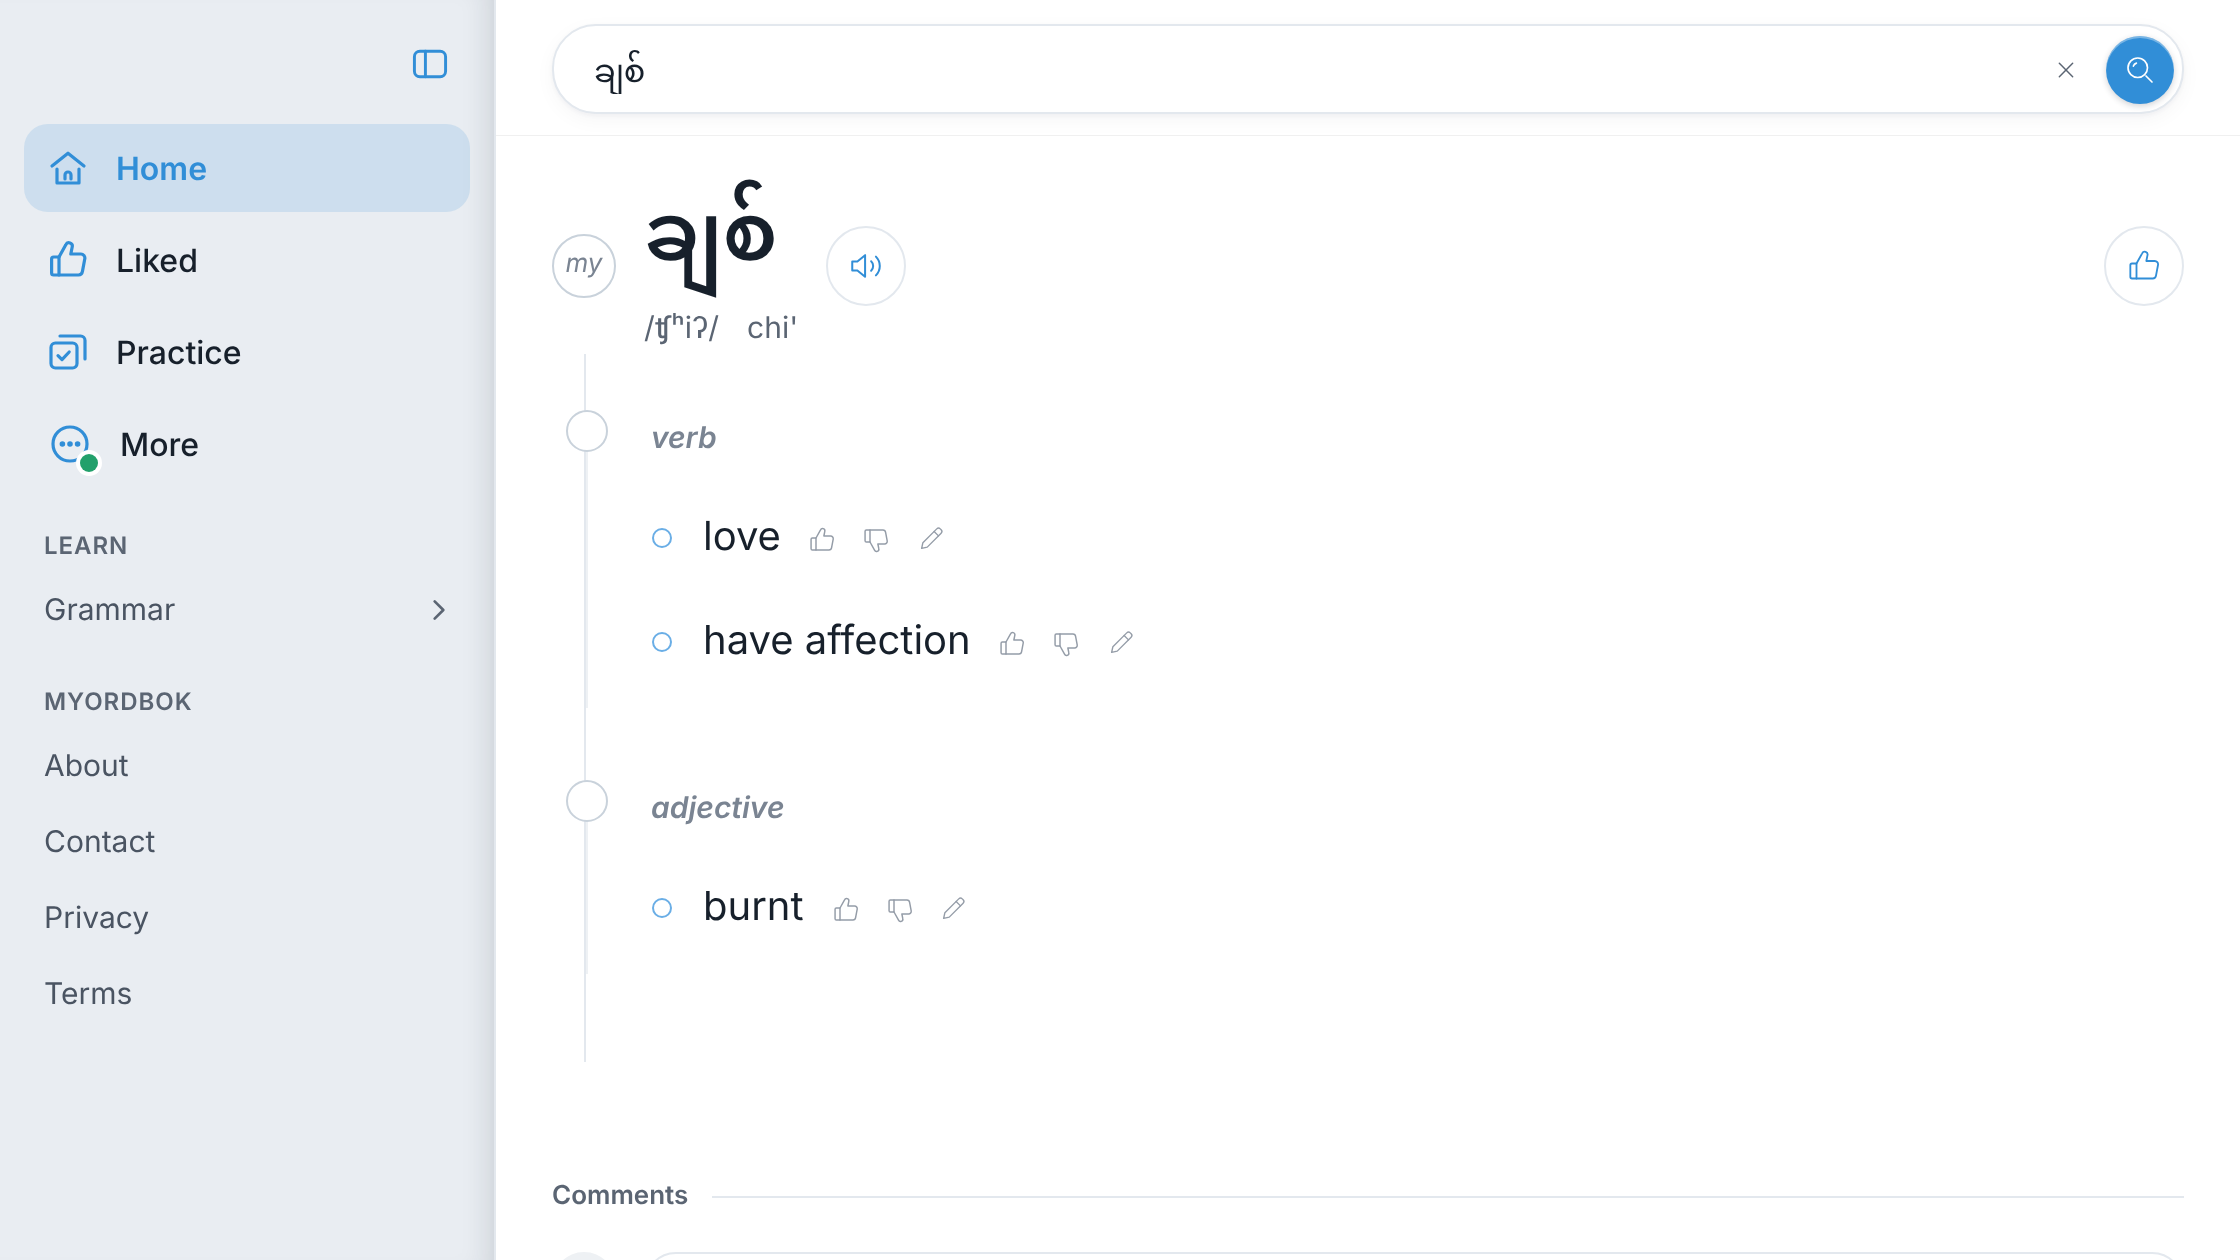 ချစ်
Home
Liked
Practice
More
LEARN
Grammar
MYORDBOK
About
Contact
Privacy
Terms
my
ချစ်
/ʧʰiʔ/ chi'
verb
love
have affection
adjective
burnt
Comments